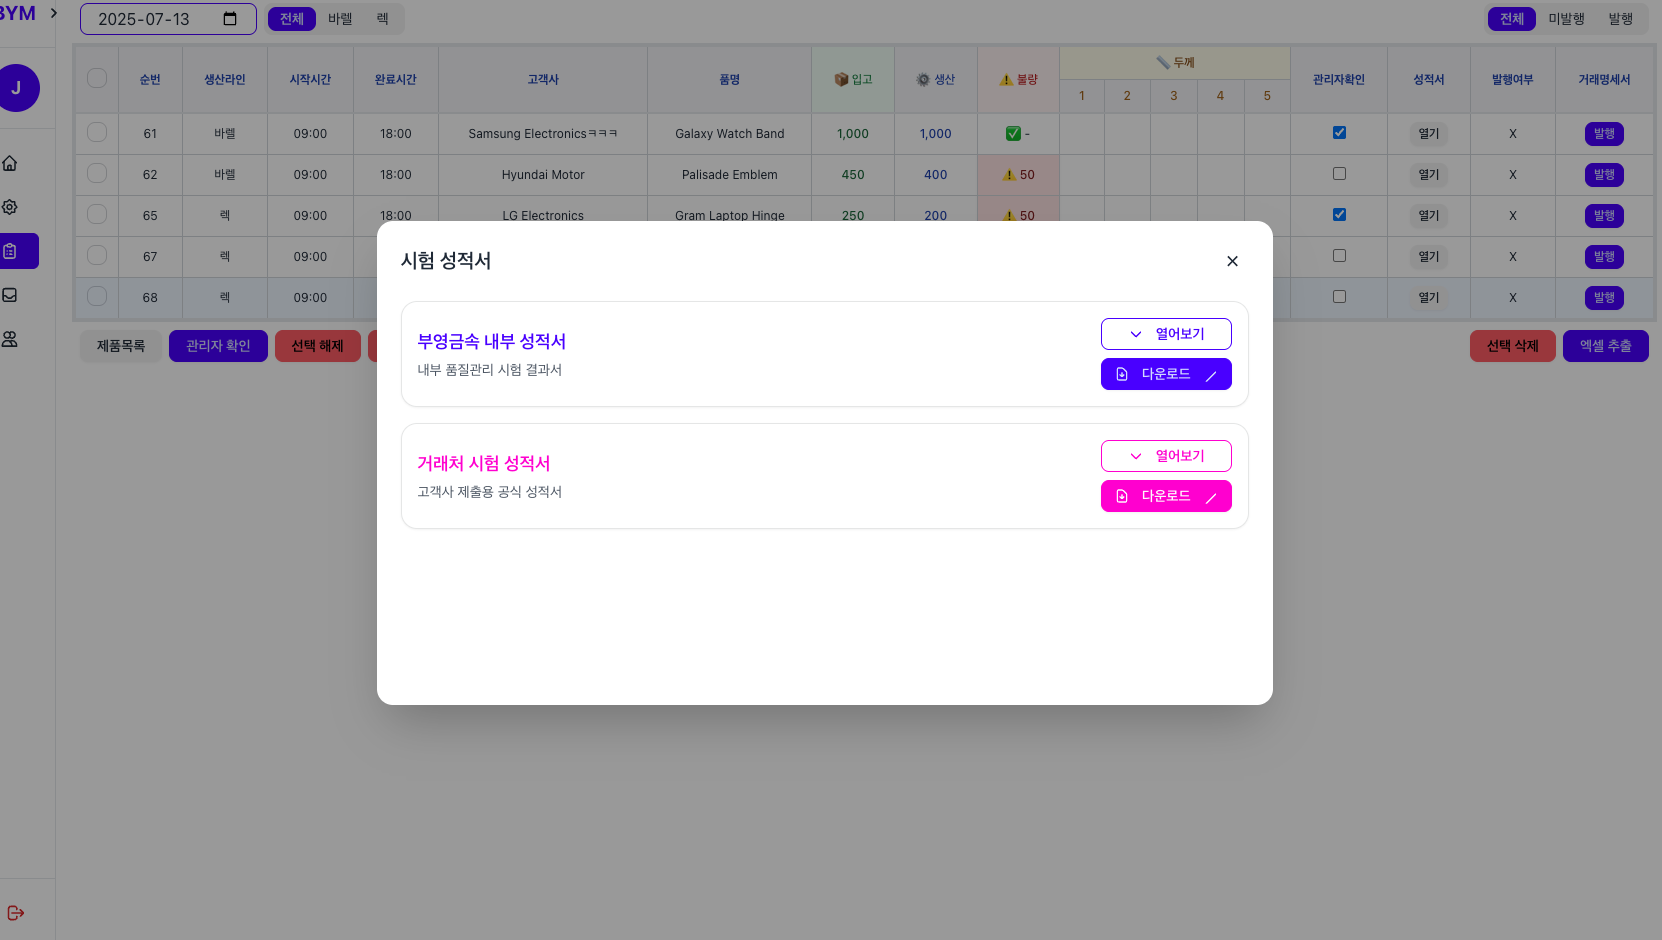 BYM
2025-07-13 전체 바렐 렉 전체 미발행 발행
J
순번 생산라인 시작시간 완료시간 고객사 품명 입고 생산 불량 두께 관리자확인 성적서 발행여부 거래명세서
1 2 3 4 5
61 바렐 09:00 18:00 Samsung Electronicsㅋㅋㅋ Galaxy Watch Band 1,000 1,000 - 열기 X 발행
62 바렐 09:00 18:00 Hyundai Motor Palisade Emblem 450 400 50 열기 X 발행
65 렉 09:00 18:00 LG Electronics Gram Laptop Hinge 250 200 50 열기 X 발행
67 렉 09:00 열기 X 발행
68 렉 09:00 열기 X 발행
제품목록 관리자 확인 선택 해제 선택 삭제 엑셀 추출
시험 성적서
부영금속 내부 성적서
내부 품질관리 시험 결과서
열어보기
다운로드
거래처 시험 성적서
고객사 제출용 공식 성적서
열어보기
다운로드